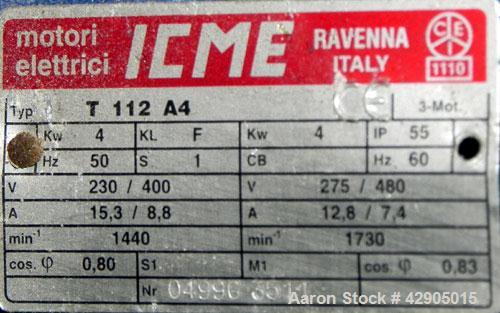 motori elettrici ICME RAVENNA ITALY CEI 1110
Typ T 112 A4 3-Mot.
Kw 4 KL F Kw 4 IP 55
Hz 50 S 1 CB Hz 60
V 230 / 400 V 275 / 480
A 15,3 / 8,8 A 12,8 / 7,4
min⁻¹ 1440 min⁻¹ 1730
cos. φ 0,80 S1 M1 cos. φ 0,83
Nr 04996
Aaron Stock # 42905015